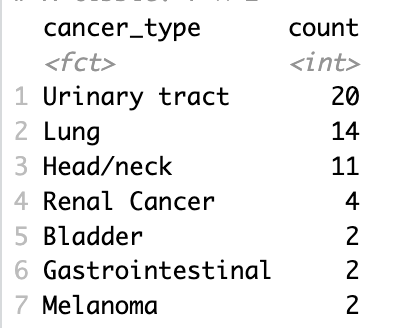 cancer_type count
<fct> <int>
1 Urinary tract 20
2 Lung 14
3 Head/neck 11
4 Renal Cancer 4
5 Bladder 2
6 Gastrointestinal 2
7 Melanoma 2